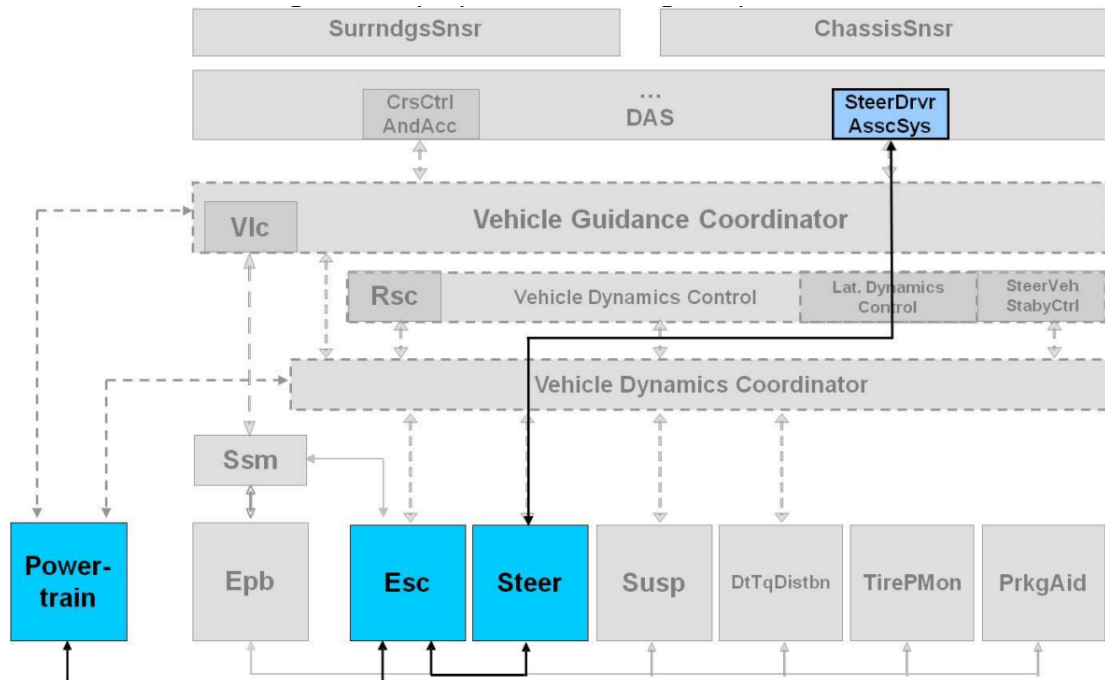 SurrndgsSnsr
ChassisSnsr
CrsCtrl
AndAcc
...
DAS
SteerDrvr
AsscSys
Vlc
Vehicle Guidance Coordinator
Rsc
Vehicle Dynamics Control
Lat. Dynamics
Control
SteerVeh
StabyCtrl
Vehicle Dynamics Coordinator
Ssm
Power-
train
Epb
Esc
Steer
Susp
DtTqDistbn
TirePMon
PrkgAid